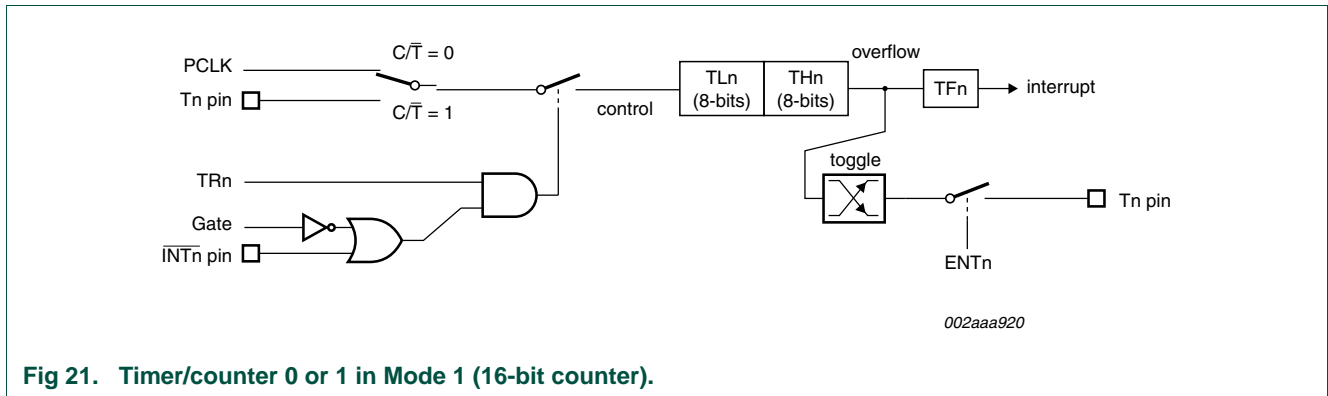 C/T̅ = 0
PCLK
Tn pin
C/T̅ = 1
control
TLn
(8-bits)
THn
(8-bits)
overflow
TFn
interrupt
toggle
Tn pin
ENTn
TRn
Gate
I̅N̅T̅n̅ pin
002aaa920
Fig 21. Timer/counter 0 or 1 in Mode 1 (16-bit counter).